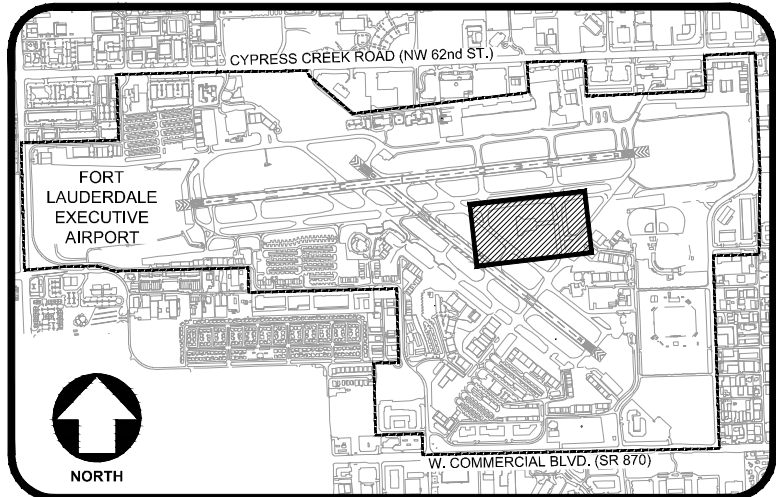 CYPRESS CREEK ROAD (NW 62nd ST.)
FORT
LAUDERDALE
EXECUTIVE
AIRPORT
NORTH
W. COMMERCIAL BLVD. (SR 870)